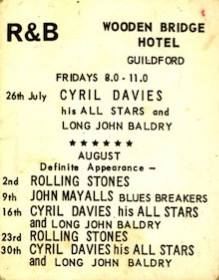 R&B
WOODEN BRIDGE
HOTEL
GUILDFORD
FRIDAYS 8.0-11.0
26th July CYRIL DAVIES
his ALL STARS and
LONG JOHN BALDRY
★★★★★★
AUGUST
Definite Appearance-
2nd ROLLING STONES
9th JOHN MAYALLS BLUES BREAKERS
16th CYRIL DAVIES his ALL STARS
and LONG JOHN BALDRY
23rd ROLLING STONES
30th CYRIL DAVIES his ALL STARS
and LONG JOHN BALDRY